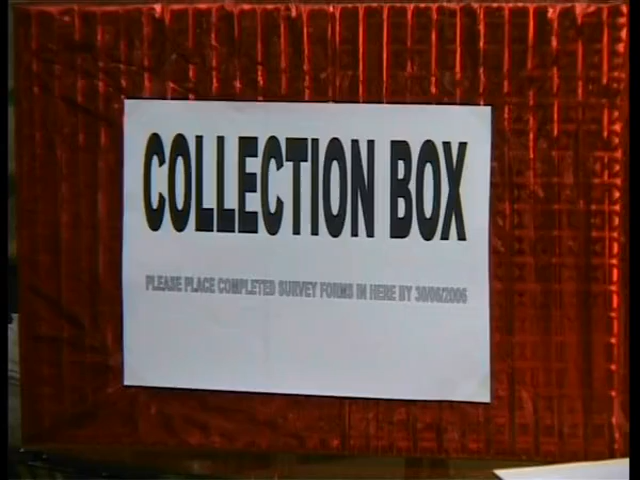 COLLECTION BOX
PLEASE PLACE COMPLETED SURVEY FORMS IN HERE BY 30/06/2006